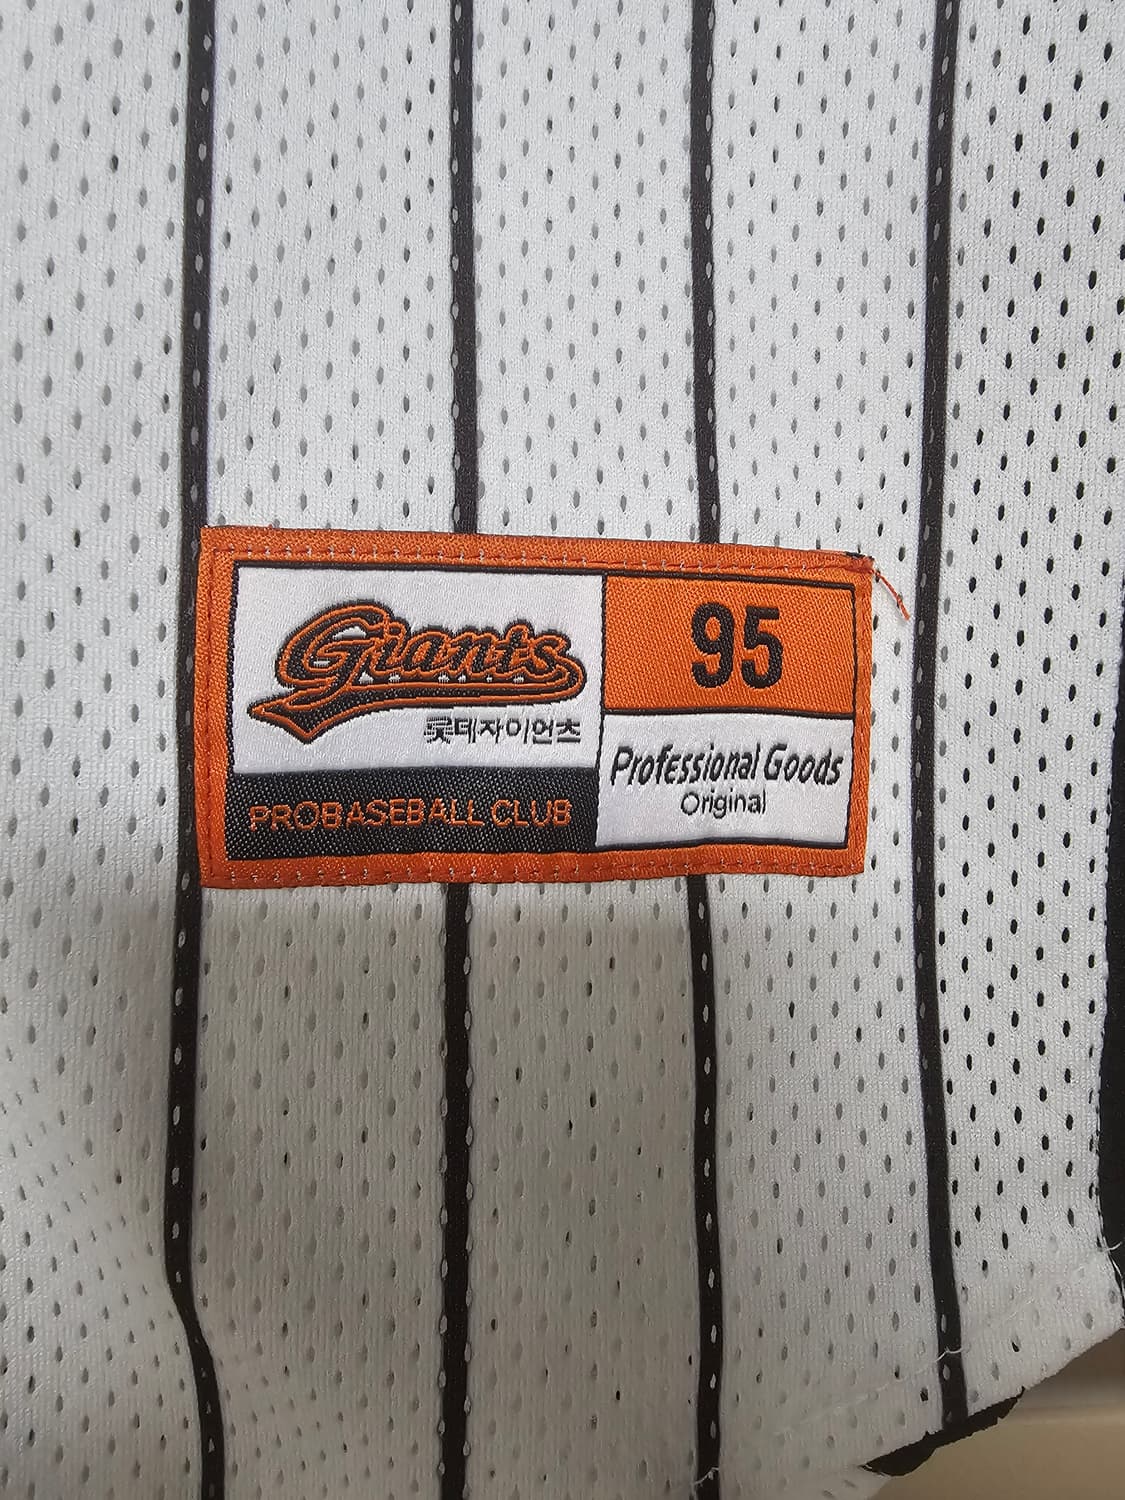 Giants
롯데자이언츠
PROBASEBALL CLUB
95
Professional Goods
Original